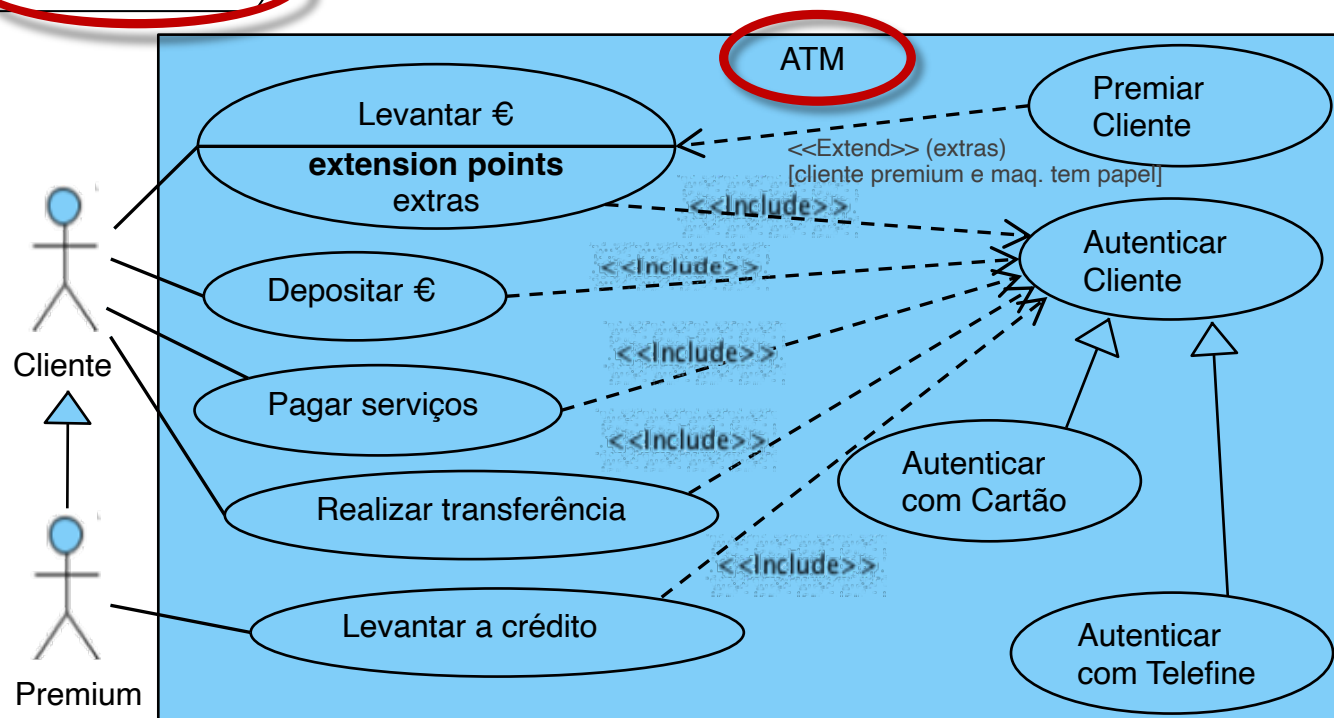 ATM
Levantar €
extension points
extras
Premiar
Cliente
<<Extend>> (extras)
[cliente premium e maq. tem papel]
<<Include>>
Autenticar
Cliente
Depositar €
<<Include>>
Cliente
Pagar serviços
<<Include>>
Realizar transferência
<<Include>>
Autenticar
com Cartão
Levantar a crédito
<<Include>>
Autenticar
com Telefine
Premium